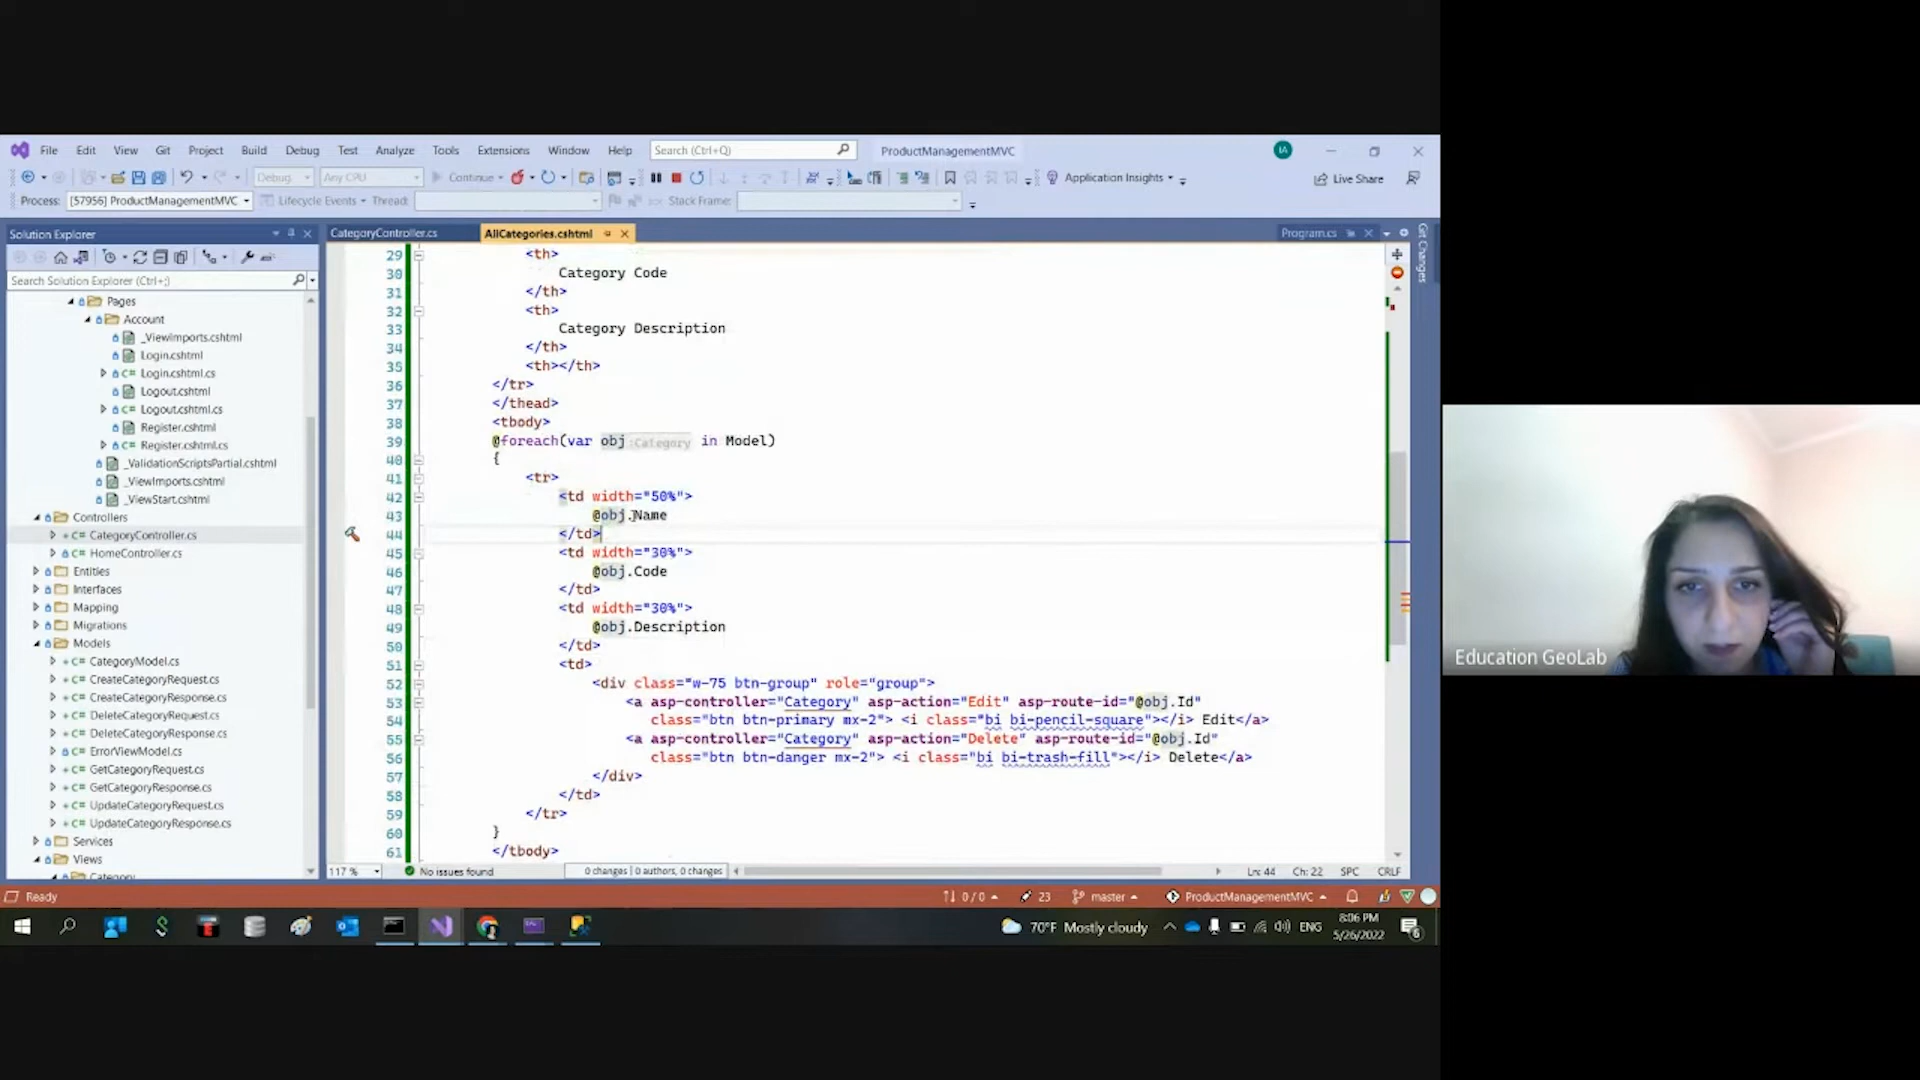 File Edit View Git Project Build Debug Test Analyze Tools Extensions Window Help Search (Ctrl+Q) ProductManagementMVC IA
Debug Any CPU Continue Application Insights Live Share
Process: [57956] ProductManagementMVC Lifecycle Events Thread: Stack Frame:
Solution Explorer
Search Solution Explorer (Ctrl+;)
Pages
Account
_ViewImports.cshtml
Login.cshtml
C# Login.cshtml.cs
Logout.cshtml
C# Logout.cshtml.cs
Register.cshtml
C# Register.cshtml.cs
_ValidationScriptsPartial.cshtml
_ViewImports.cshtml
_ViewStart.cshtml
Controllers
C# CategoryController.cs
C# HomeController.cs
Entities
Interfaces
Mapping
Migrations
Models
C# CategoryModel.cs
C# CreateCategoryRequest.cs
C# CreateCategoryResponse.cs
C# DeleteCategoryRequest.cs
C# DeleteCategoryResponse.cs
C# ErrorViewModel.cs
C# GetCategoryRequest.cs
C# GetCategoryResponse.cs
C# UpdateCategoryRequest.cs
C# UpdateCategoryResponse.cs
Services
Views
Category
CategoryController.cs AllCategories.cshtml Program.cs
Git Changes
29 <th>
30 Category Code
31 </th>
32 <th>
33 Category Description
34 </th>
35 <th></th>
36 </tr>
37 </thead>
38 <tbody>
39 @foreach(var obj:Category in Model)
40 {
41 <tr>
42 <td width="50%">
43 @obj.Name
44 </td>
45 <td width="30%">
46 @obj.Code
47 </td>
48 <td width="30%">
49 @obj.Description
50 </td>
51 <td>
52 <div class="w-75 btn-group" role="group">
53 <a asp-controller="Category" asp-action="Edit" asp-route-id="@obj.Id"
54 class="btn btn-primary mx-2"> <i class="bi bi-pencil-square"></i> Edit</a>
55 <a asp-controller="Category" asp-action="Delete" asp-route-id="@obj.Id"
56 class="btn btn-danger mx-2"> <i class="bi bi-trash-fill"></i> Delete</a>
57 </div>
58 </td>
59 </tr>
60 }
61 </tbody>
117 % No issues found 0 changes | 0 authors, 0 changes Ln: 44 Ch: 22 SPC CRLF
Ready 0 / 0 23 master ProductManagementMVC
70°F Mostly cloudy ENG 8:06 PM
5/26/2022 6
Education GeoLab